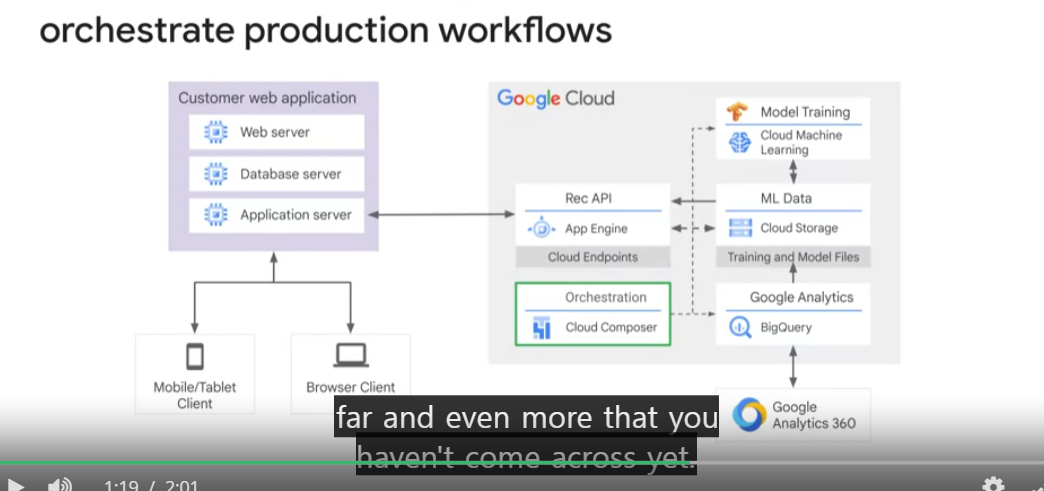 orchestrate production workflows
Customer web application
Web server
Database server
Application server
Mobile/Tablet
Client
Browser Client
Google Cloud
Model Training
Cloud Machine
Learning
Rec API
App Engine
Cloud Endpoints
ML Data
Cloud Storage
Training and Model Files
Orchestration
Cloud Composer
Google Analytics
BigQuery
Google
Analytics 360
far and even more that you
haven't come across yet.
1:19 / 2:01